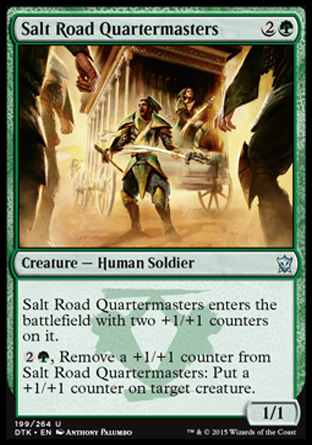 Salt Road Quartermasters 2
Creature — Human Soldier
Salt Road Quartermasters enters the
battlefield with two +1/+1 counters
on it.
2 , Remove a +1/+1 counter from
Salt Road Quartermasters: Put a
+1/+1 counter on target creature.
1/1
199/264 U
DTK • EN Anthony Palumbo ™ & © 2015 Wizards of the Coast